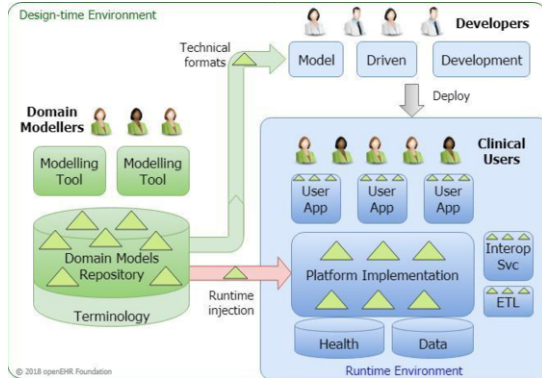 Design-time Environment
Developers
Technical
formats
Model
Driven
Development
Deploy
Domain
Modellers
Modelling
Tool
Modelling
Tool
Clinical
Users
User
App
User
App
User
App
Domain Models
Repository
Terminology
Runtime
injection
Platform Implementation
Interop
Svc
ETL
Health
Data
Runtime Environment
© 2018 openEHR Foundation